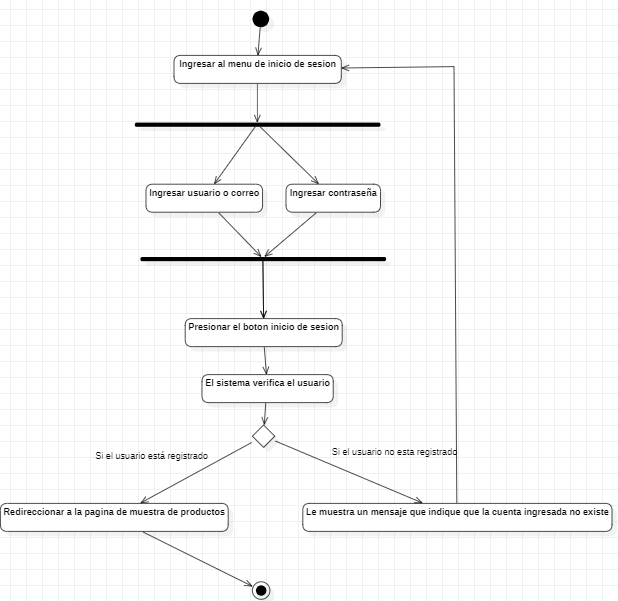 Ingresar al menu de inicio de sesion
Ingresar usuario o correo
Ingresar contraseña
Presionar el boton inicio de sesion
El sistema verifica el usuario
Si el usuario está registrado
Si el usuario no esta registrado
Redireccionar a la pagina de muestra de productos
Le muestra un mensaje que indique que la cuenta ingresada no existe